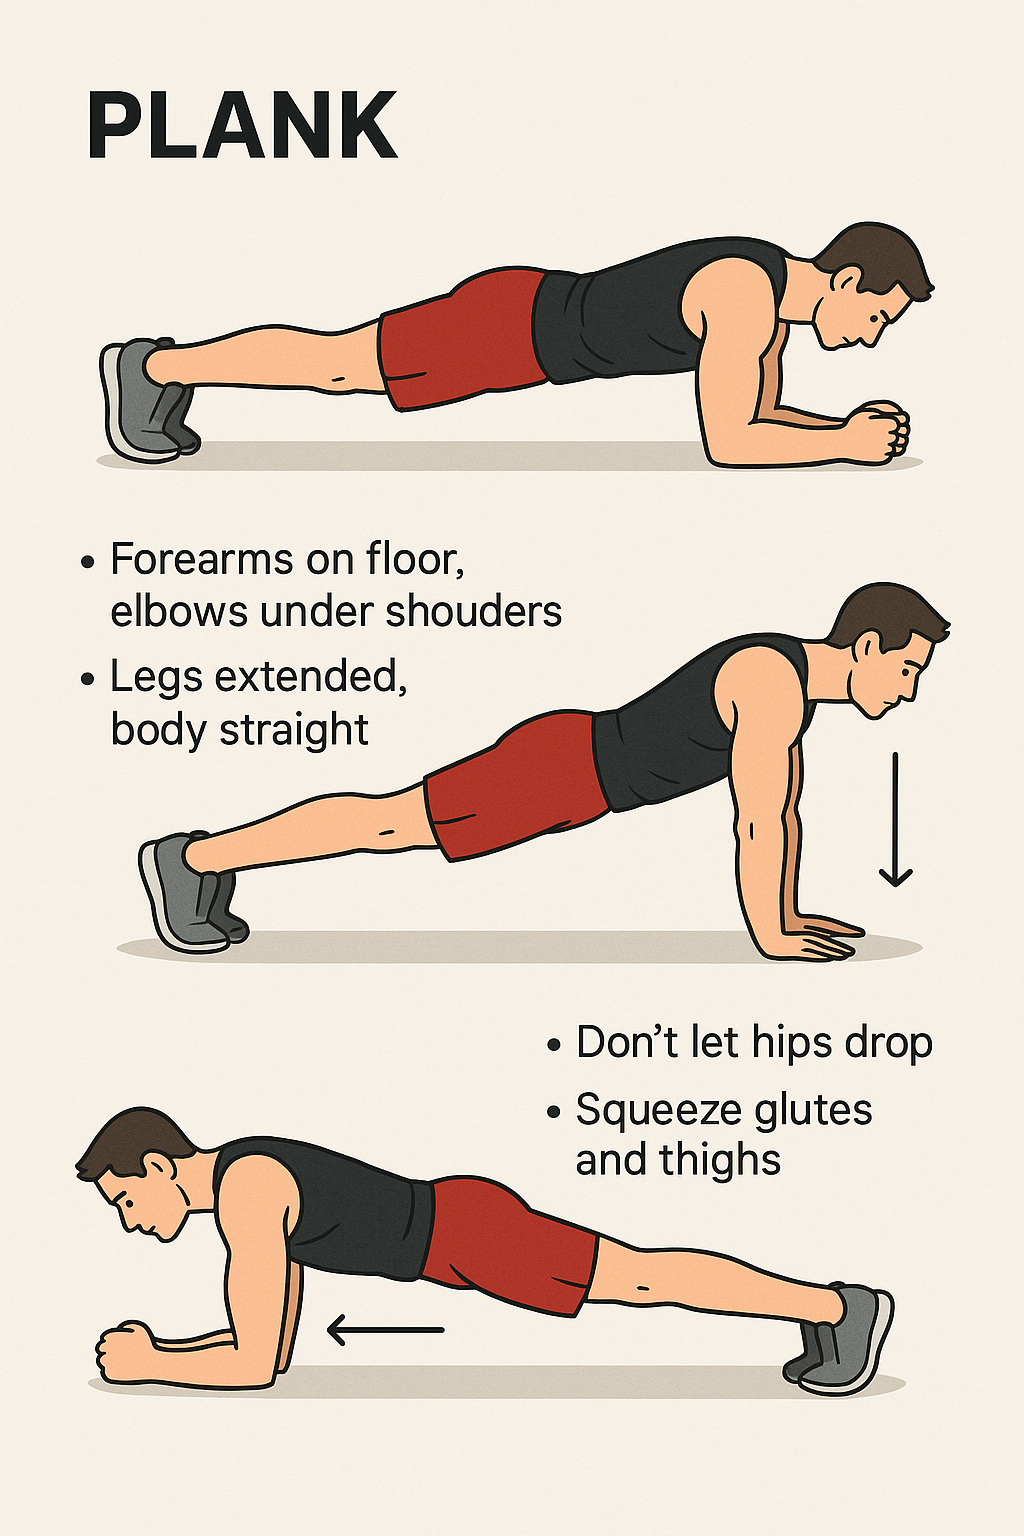 PLANK
• Forearms on floor,
elbows under shouders
• Legs extended,
body straight
• Don’t let hips drop
• Squeeze glutes
and thighs